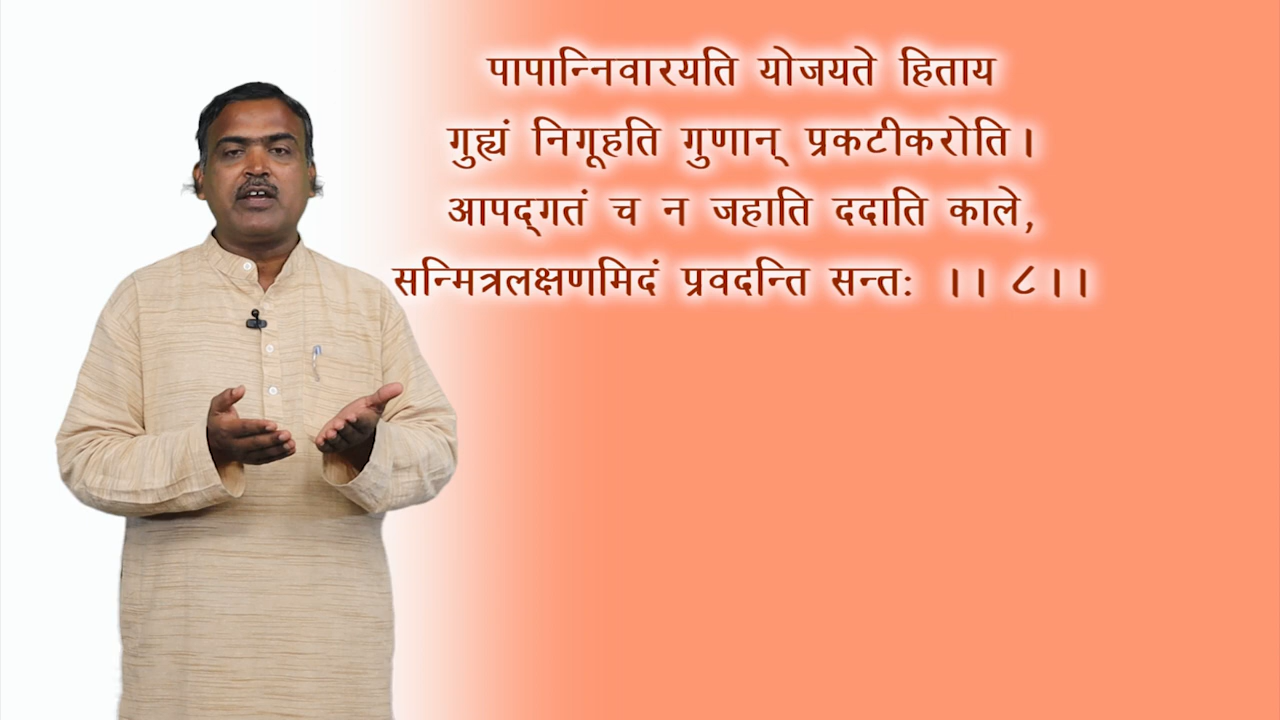 पापान्निवारयति योजयते हिताय
गुह्यं निगूहति गुणान् प्रकटीकरोति।
आपद्‌गतं च न जहाति ददाति काले,
सन्मित्रलक्षणमिदं प्रवदन्ति सन्तः ।। ८।।